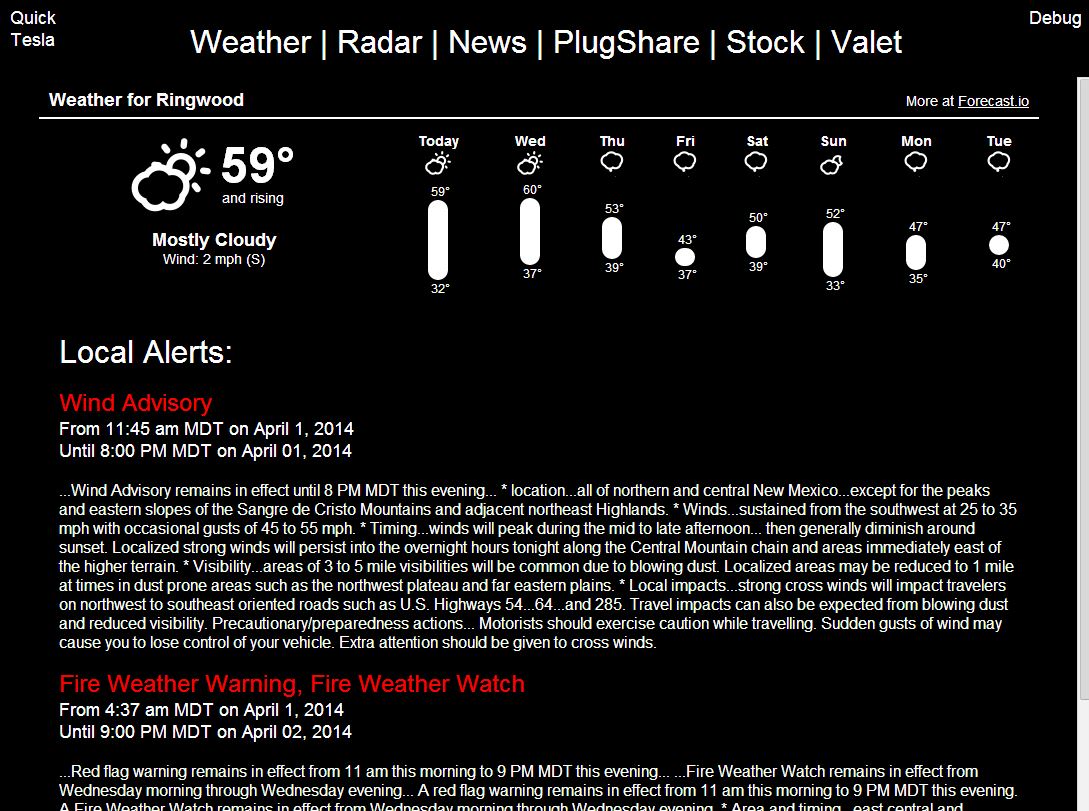 Quick
Tesla
Debug
Weather | Radar | News | PlugShare | Stock | Valet
Weather for Ringwood
More at Forecast.io
59°
and rising
Mostly Cloudy
Wind: 2 mph (S)
Today Wed Thu Fri Sat Sun Mon Tue
59° 60° 53° 43° 50° 52° 47° 47°
32° 37° 39° 37° 39° 33° 35° 40°
Local Alerts:
Wind Advisory
From 11:45 am MDT on April 1, 2014
Until 8:00 PM MDT on April 01, 2014
...Wind Advisory remains in effect until 8 PM MDT this evening... * location...all of northern and central New Mexico...except for the peaks
and eastern slopes of the Sangre de Cristo Mountains and adjacent northeast Highlands. * Winds...sustained from the southwest at 25 to 35
mph with occasional gusts of 45 to 55 mph. * Timing...winds will peak during the mid to late afternoon... then generally diminish around
sunset. Localized strong winds will persist into the overnight hours tonight along the Central Mountain chain and areas immediately east of
the higher terrain. * Visibility...areas of 3 to 5 mile visibilities will be common due to blowing dust. Localized areas may be reduced to 1 mile
at times in dust prone areas such as the northwest plateau and far eastern plains. * Local impacts...strong cross winds will impact travelers
on northwest to southeast oriented roads such as U.S. Highways 54...64...and 285. Travel impacts can also be expected from blowing dust
and reduced visibility. Precautionary/preparedness actions... Motorists should exercise caution while travelling. Sudden gusts of wind may
cause you to lose control of your vehicle. Extra attention should be given to cross winds.
Fire Weather Warning, Fire Weather Watch
From 4:37 am MDT on April 1, 2014
Until 9:00 PM MDT on April 02, 2014
...Red flag warning remains in effect from 11 am this morning to 9 PM MDT this evening... ...Fire Weather Watch remains in effect from
Wednesday morning through Wednesday evening... A red flag warning remains in effect from 11 am this morning to 9 PM MDT this evening.
A Fire Weather Watch remains in effect from Wednesday morning through Wednesday evening. * Area and timing...east central and